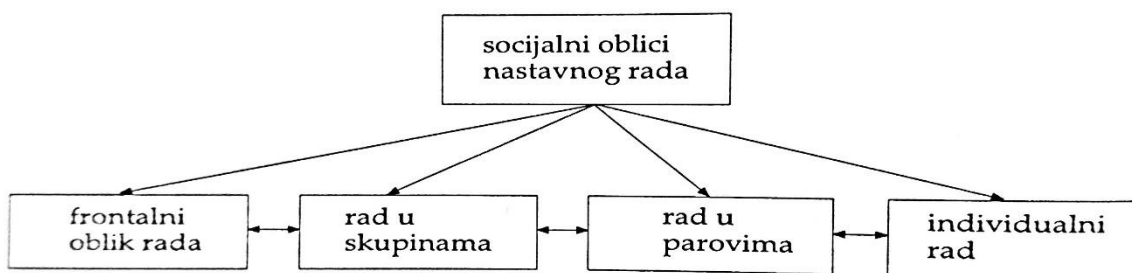 socijalni oblici
nastavnog rada
frontalni
oblik rada
rad u
skupinama
rad u
parovima
individualni
rad